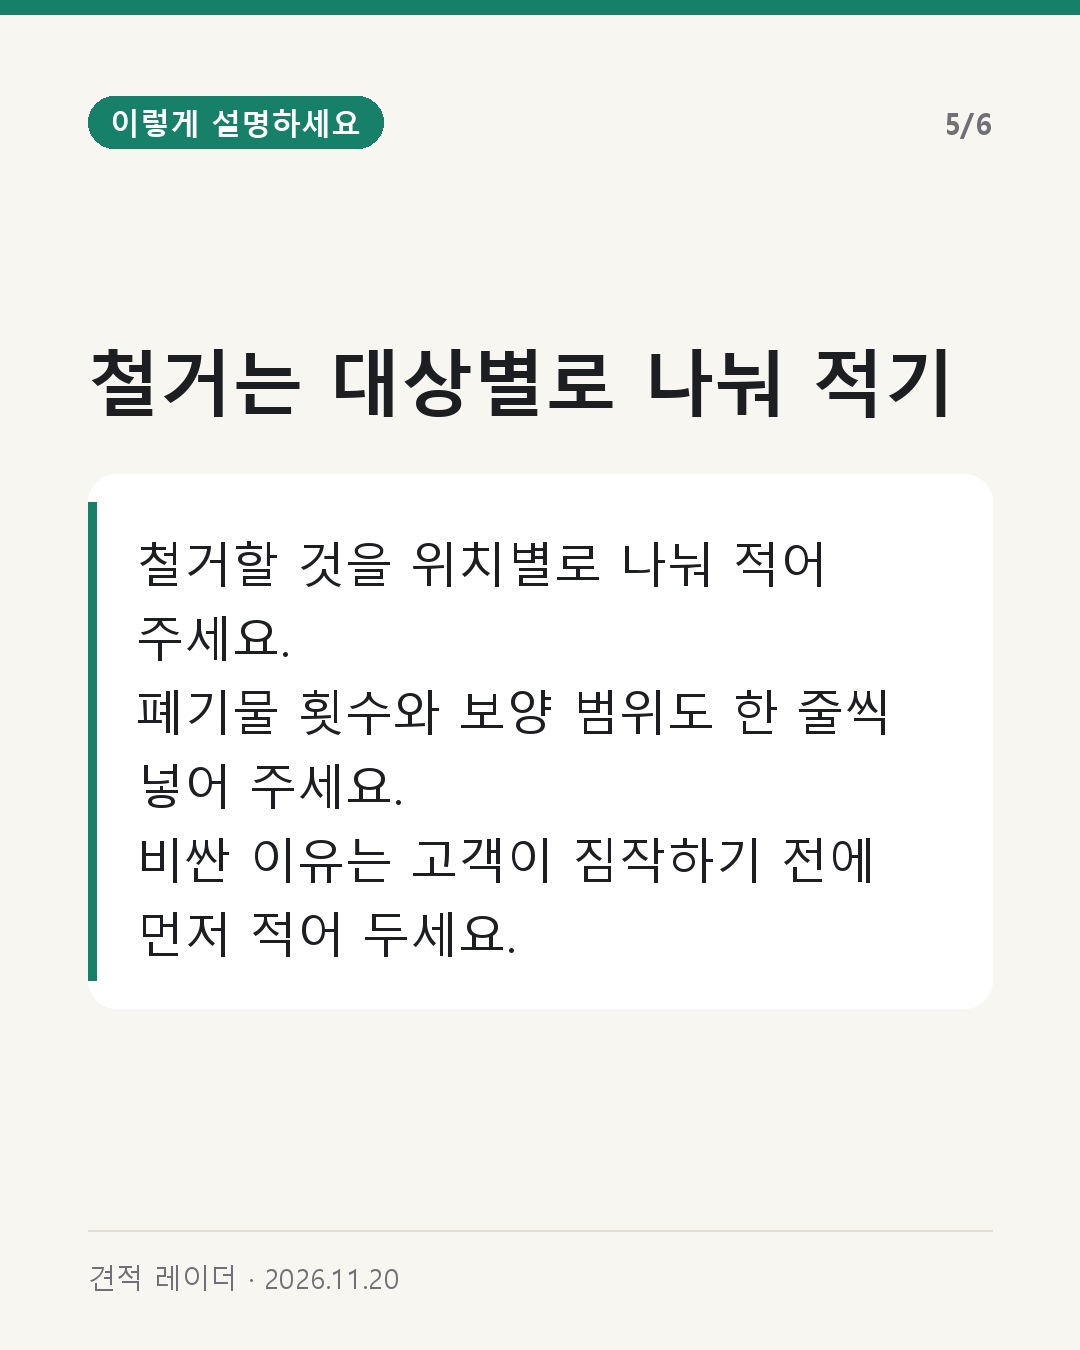 이렇게 설명하세요
5/6
철거는 대상별로 나눠 적기
철거할 것을 위치별로 나눠 적어
주세요.
폐기물 횟수와 보양 범위도 한 줄씩
넣어 주세요.
비싼 이유는 고객이 짐작하기 전에
먼저 적어 두세요.
견적 레이더 · 2026.11.20